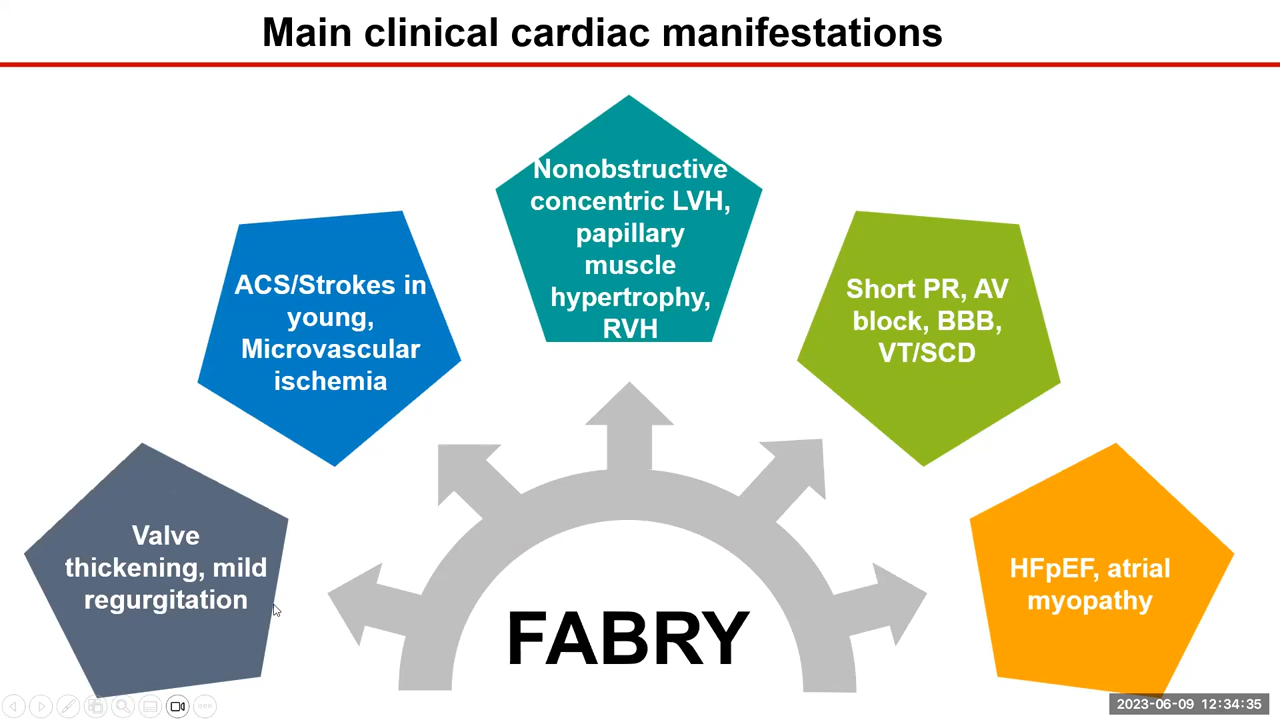 Main clinical cardiac manifestations
Nonobstructive
concentric LVH,
papillary
muscle
hypertrophy,
RVH
ACS/Strokes in
young,
Microvascular
ischemia
Short PR, AV
block, BBB,
VT/SCD
Valve
thickening, mild
regurgitation
HFpEF, atrial
myopathy
FABRY
2023-06-09 12:34:35